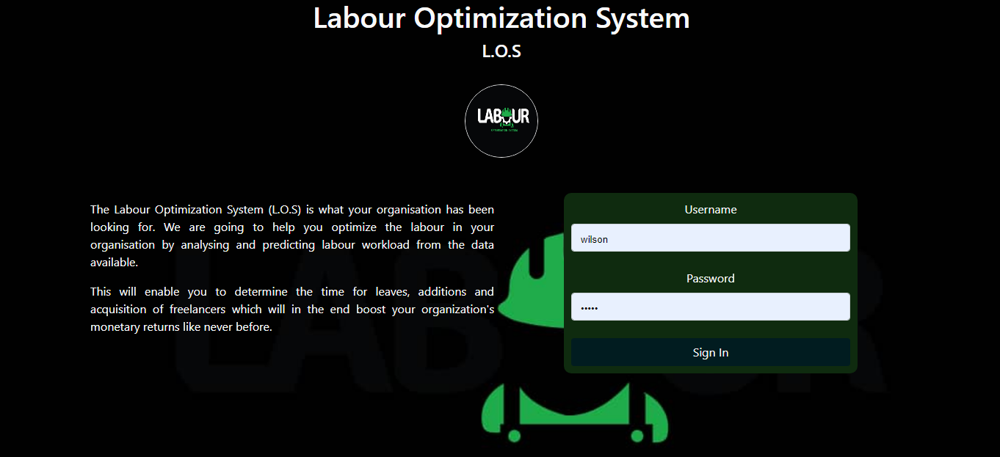 Labour Optimization System
L.O.S
LABOUR
OPTIMIZATION SYSTEM
The Labour Optimization System (L.O.S) is what your organisation has been
looking for. We are going to help you optimize the labour in your
organisation by analysing and predicting labour workload from the data
available.
This will enable you to determine the time for leaves, additions and
acquisition of freelancers which will in the end boost your organization's
monetary returns like never before.
Username
wilson
Password
•••••
Sign In
LABOUR